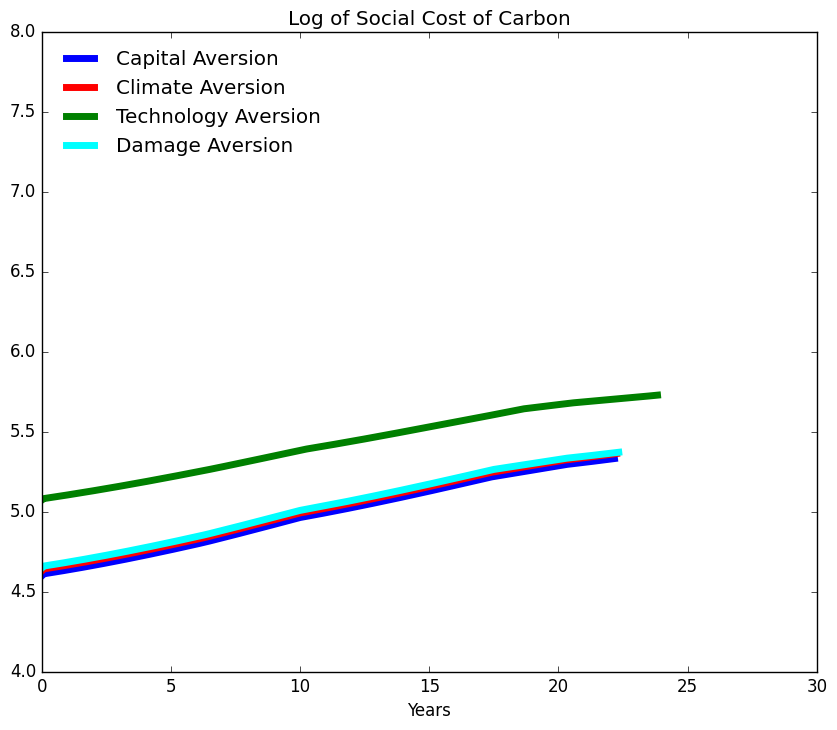 Log of Social Cost of Carbon
8.0
7.5
7.0
6.5
6.0
5.5
5.0
4.5
4.0
Capital Aversion
Climate Aversion
Technology Aversion
Damage Aversion
0 5 10 15 20 25 30
Years